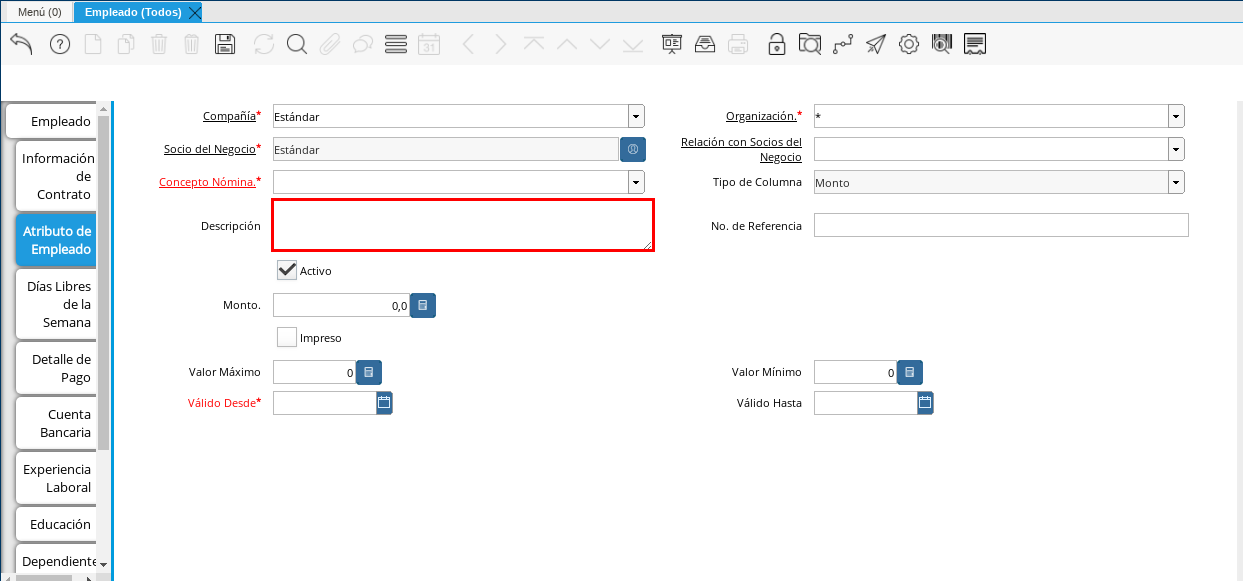 Menú (0)
Empleado (Todos)
31
Empleado
Información
de
Contrato
Atributo de
Empleado
Días Libres
de la
Semana
Detalle de
Pago
Cuenta
Bancaria
Experiencia
Laboral
Educación
Dependiente
Compañía* Estándar
Organización.* *
Socio del Negocio* Estándar
Relación con Socios del
Negocio
Concepto Nómina.*
Tipo de Columna Monto
Descripción
No. de Referencia
Activo
Monto. 0,0
Impreso
Valor Máximo 0
Valor Mínimo 0
Válido Desde*
Válido Hasta